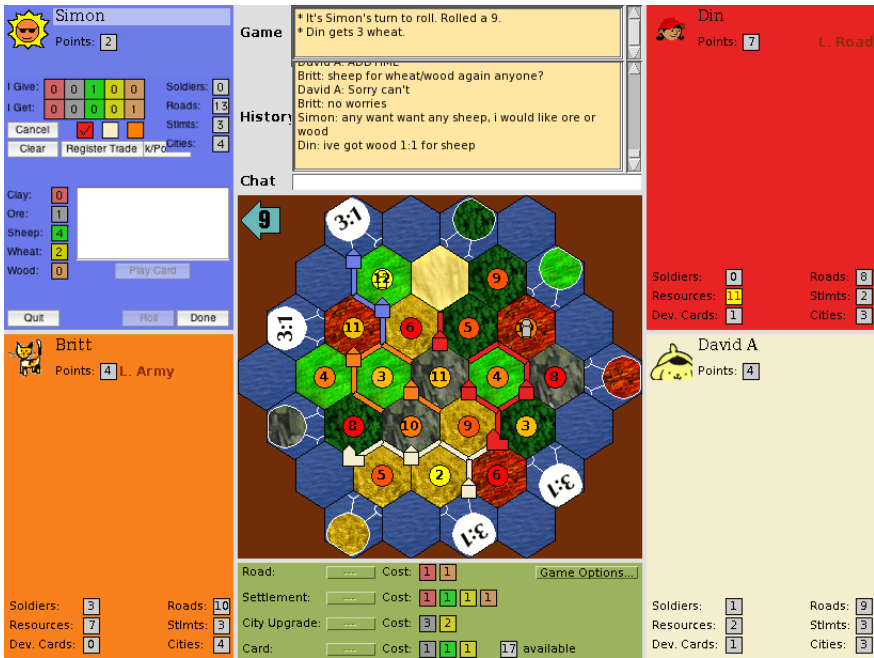 Simon
Points: 2
I Give: 0 0 1 0 0
I Get: 0 0 0 0 1
Soldiers: 0
Roads: 13
Stlmts: 3
Cities: 4
Cancel
Clear
Register Trade
k/Po
Clay: 0
Ore: 1
Sheep: 4
Wheat: 2
Wood: 0
Play Card
Quit
Roll
Done
Game
* It's Simon's turn to roll. Rolled a 9.
* Din gets 3 wheat.
History
David A: ADDTIME
Britt: sheep for wheat/wood again anyone?
David A: Sorry can't
Britt: no worries
Simon: any want want any sheep, i would like ore or
wood
Din: ive got wood 1:1 for sheep
Chat
Din
Points: 7
L. Road
Soldiers: 0
Roads: 8
Resources: 11
Stlmts: 2
Dev. Cards: 1
Cities: 3
9
3:1
12
9
3:1
11
6
5
10
4
3
11
4
8
8
10
9
3
5
2
6
3:1
3:1
Britt
Points: 4 L. Army
Soldiers: 3
Roads: 10
Resources: 7
Stlmts: 3
Dev. Cards: 0
Cities: 4
David A
Points: 4
Soldiers: 1
Roads: 9
Resources: 2
Stlmts: 3
Dev. Cards: 1
Cities: 3
Road: --- Cost: 1 1
Game Options...
Settlement: --- Cost: 1 1 1 1
City Upgrade: --- Cost: 3 2
Card: --- Cost: 1 1 1 17 available